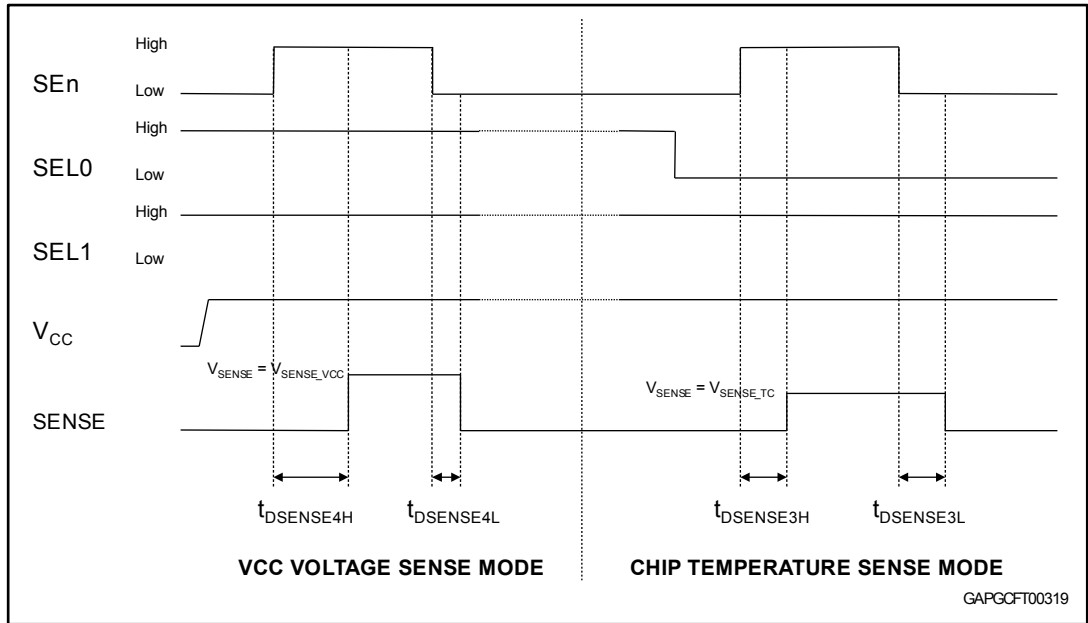 High
SEn
Low
High
SEL0
Low
High
SEL1
Low
VCC
VSENSE = VSENSE_VCC
VSENSE = VSENSE_TC
SENSE
tDSENSE4H tDSENSE4L tDSENSE3H tDSENSE3L
VCC VOLTAGE SENSE MODE CHIP TEMPERATURE SENSE MODE
GAPGCFT00319